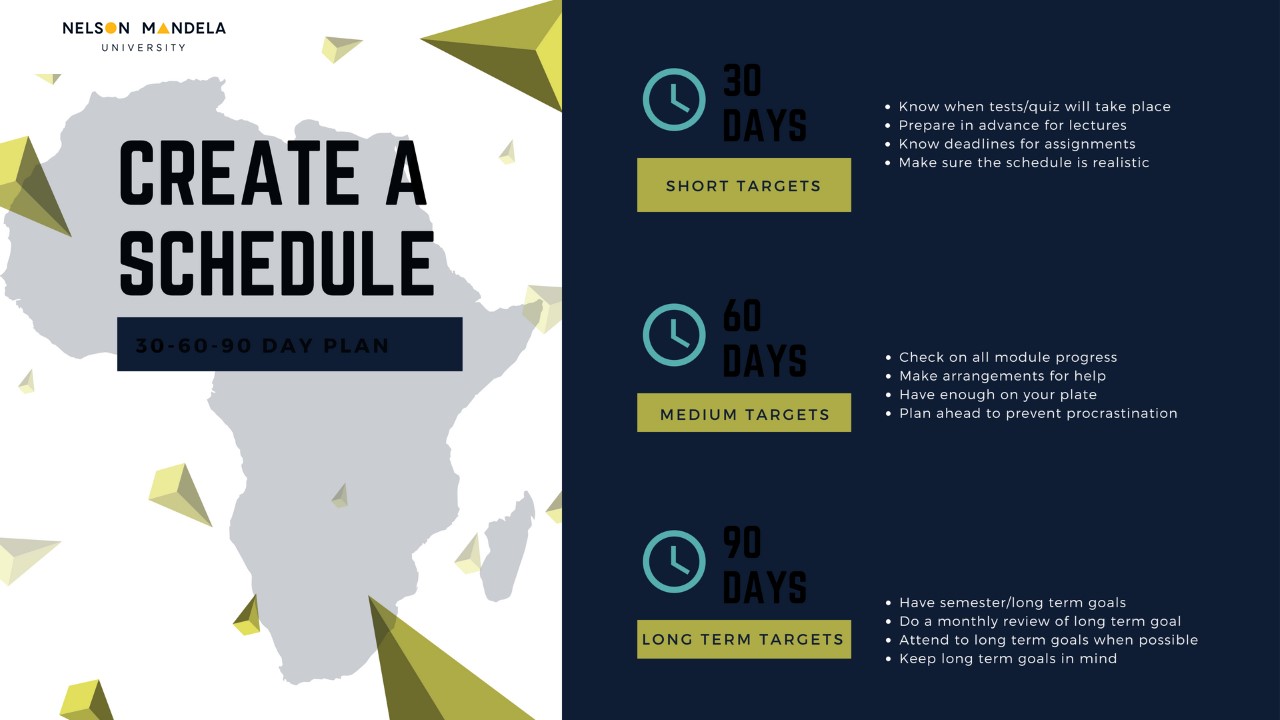 NELSON MANDELA
UNIVERSITY
CREATE A
SCHEDULE
30-60-90 DAY PLAN
30
DAYS
SHORT TARGETS
• Know when tests/quiz will take place
• Prepare in advance for lectures
• Know deadlines for assignments
• Make sure the schedule is realistic
60
DAYS
MEDIUM TARGETS
• Check on all module progress
• Make arrangements for help
• Have enough on your plate
• Plan ahead to prevent procrastination
90
DAYS
LONG TERM TARGETS
• Have semester/long term goals
• Do a monthly review of long term goal
• Attend to long term goals when possible
• Keep long term goals in mind